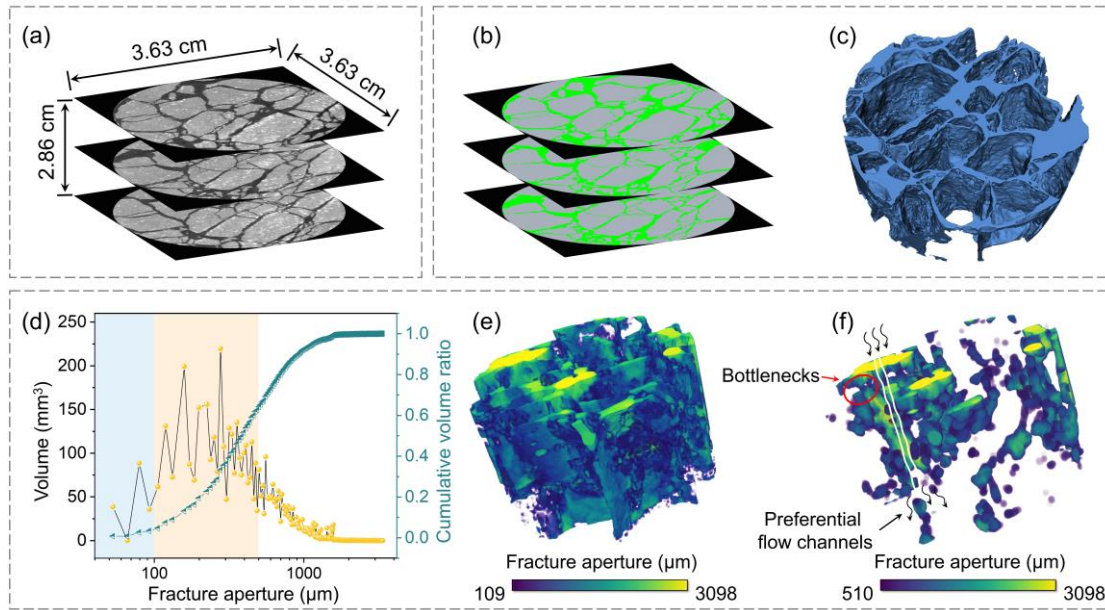 (a)
3.63 cm
3.63 cm
2.86 cm
(b)
(c)
(d)
250
200
150
100
50
0
Volume (mm³)
100
1000
Fracture aperture (μm)
1.0
0.8
0.6
0.4
0.2
0.0
Cumulative volume ratio
(e)
Fracture aperture (μm)
109
3098
(f)
Bottlenecks
Preferential
flow channels
Fracture aperture (μm)
510
3098